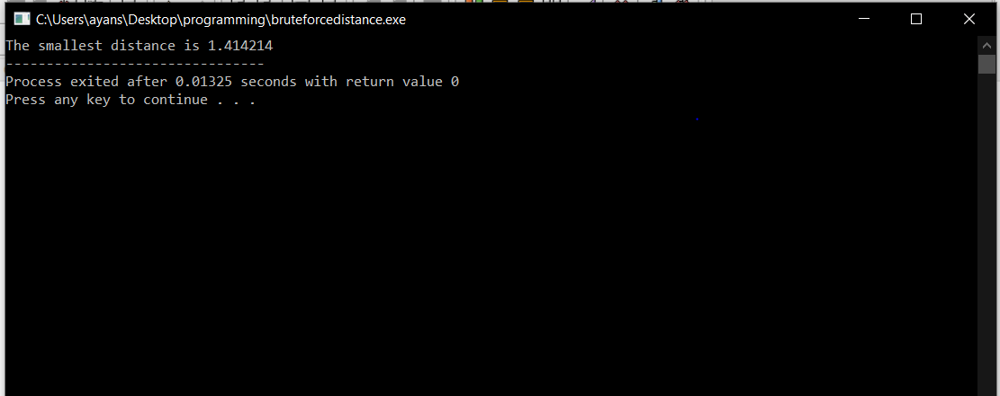 C:\Users\ayans\Desktop\programming\bruteforcedistance.exe
The smallest distance is 1.414214
--------------------------------
Process exited after 0.01325 seconds with return value 0
Press any key to continue . . .